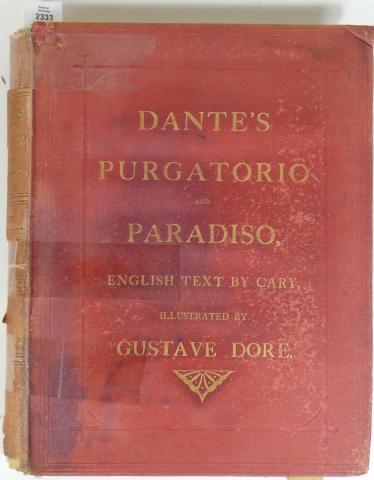 2333
DANTE'S
PURGATORIO
AND
PARADISO,
ENGLISH TEXT BY CARY,
ILLUSTRATED BY
GUSTAVE DORÉ.